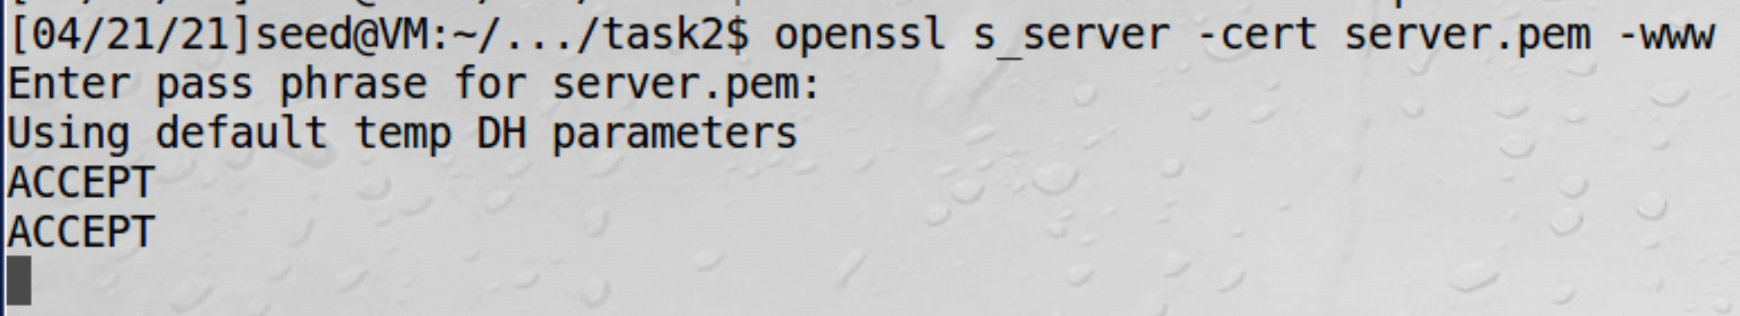 [04/21/21]seed@VM:~/.../task2$ openssl s_server -cert server.pem -www
Enter pass phrase for server.pem:
Using default temp DH parameters
ACCEPT
ACCEPT